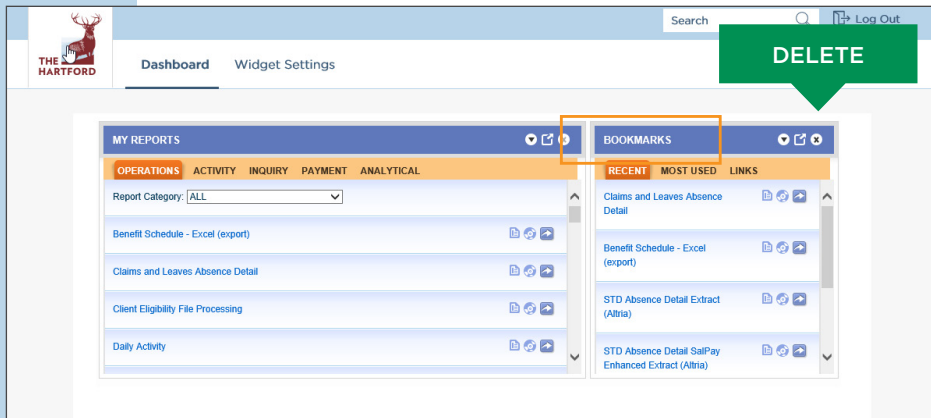 Search
Log Out
THE
HARTFORD
Dashboard
Widget Settings
DELETE
MY REPORTS
OPERATIONS ACTIVITY INQUIRY PAYMENT ANALYTICAL
Report Category: ALL
Benefit Schedule - Excel (export)
Claims and Leaves Absence Detail
Client Eligibility File Processing
Daily Activity
BOOKMARKS
RECENT MOST USED LINKS
Claims and Leaves Absence
Detail
Benefit Schedule - Excel
(export)
STD Absence Detail Extract
(Altria)
STD Absence Detail SalPay
Enhanced Extract (Altria)